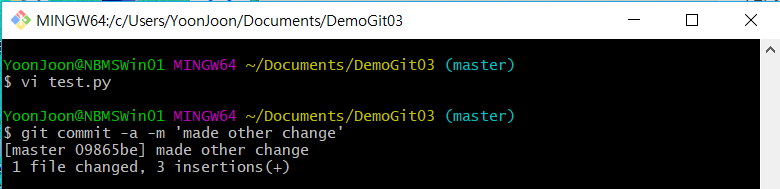 MINGW64:/c/Users/YoonJoon/Documents/DemoGit03
YoonJoon@NBMSWin01 MINGW64 ~/Documents/DemoGit03 (master)
$ vi test.py
YoonJoon@NBMSWin01 MINGW64 ~/Documents/DemoGit03 (master)
$ git commit -a -m 'made other change'
[master 09865be] made other change
 1 file changed, 3 insertions(+)